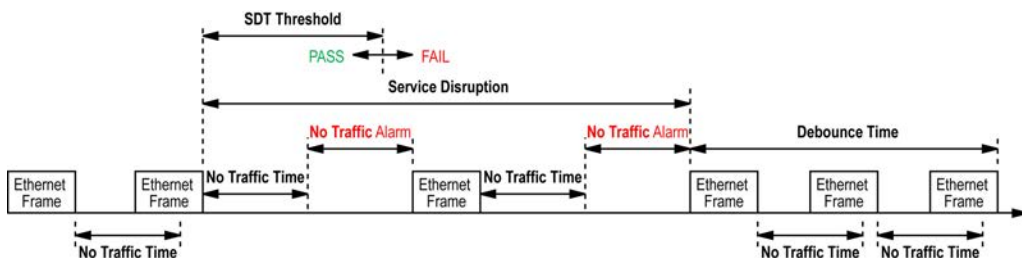 SDT Threshold
PASS FAIL
Service Disruption
No Traffic Alarm No Traffic Alarm Debounce Time
Ethernet Frame
Ethernet Frame
No Traffic Time
Ethernet Frame
No Traffic Time
Ethernet Frame
Ethernet Frame
Ethernet Frame
No Traffic Time No Traffic Time No Traffic Time